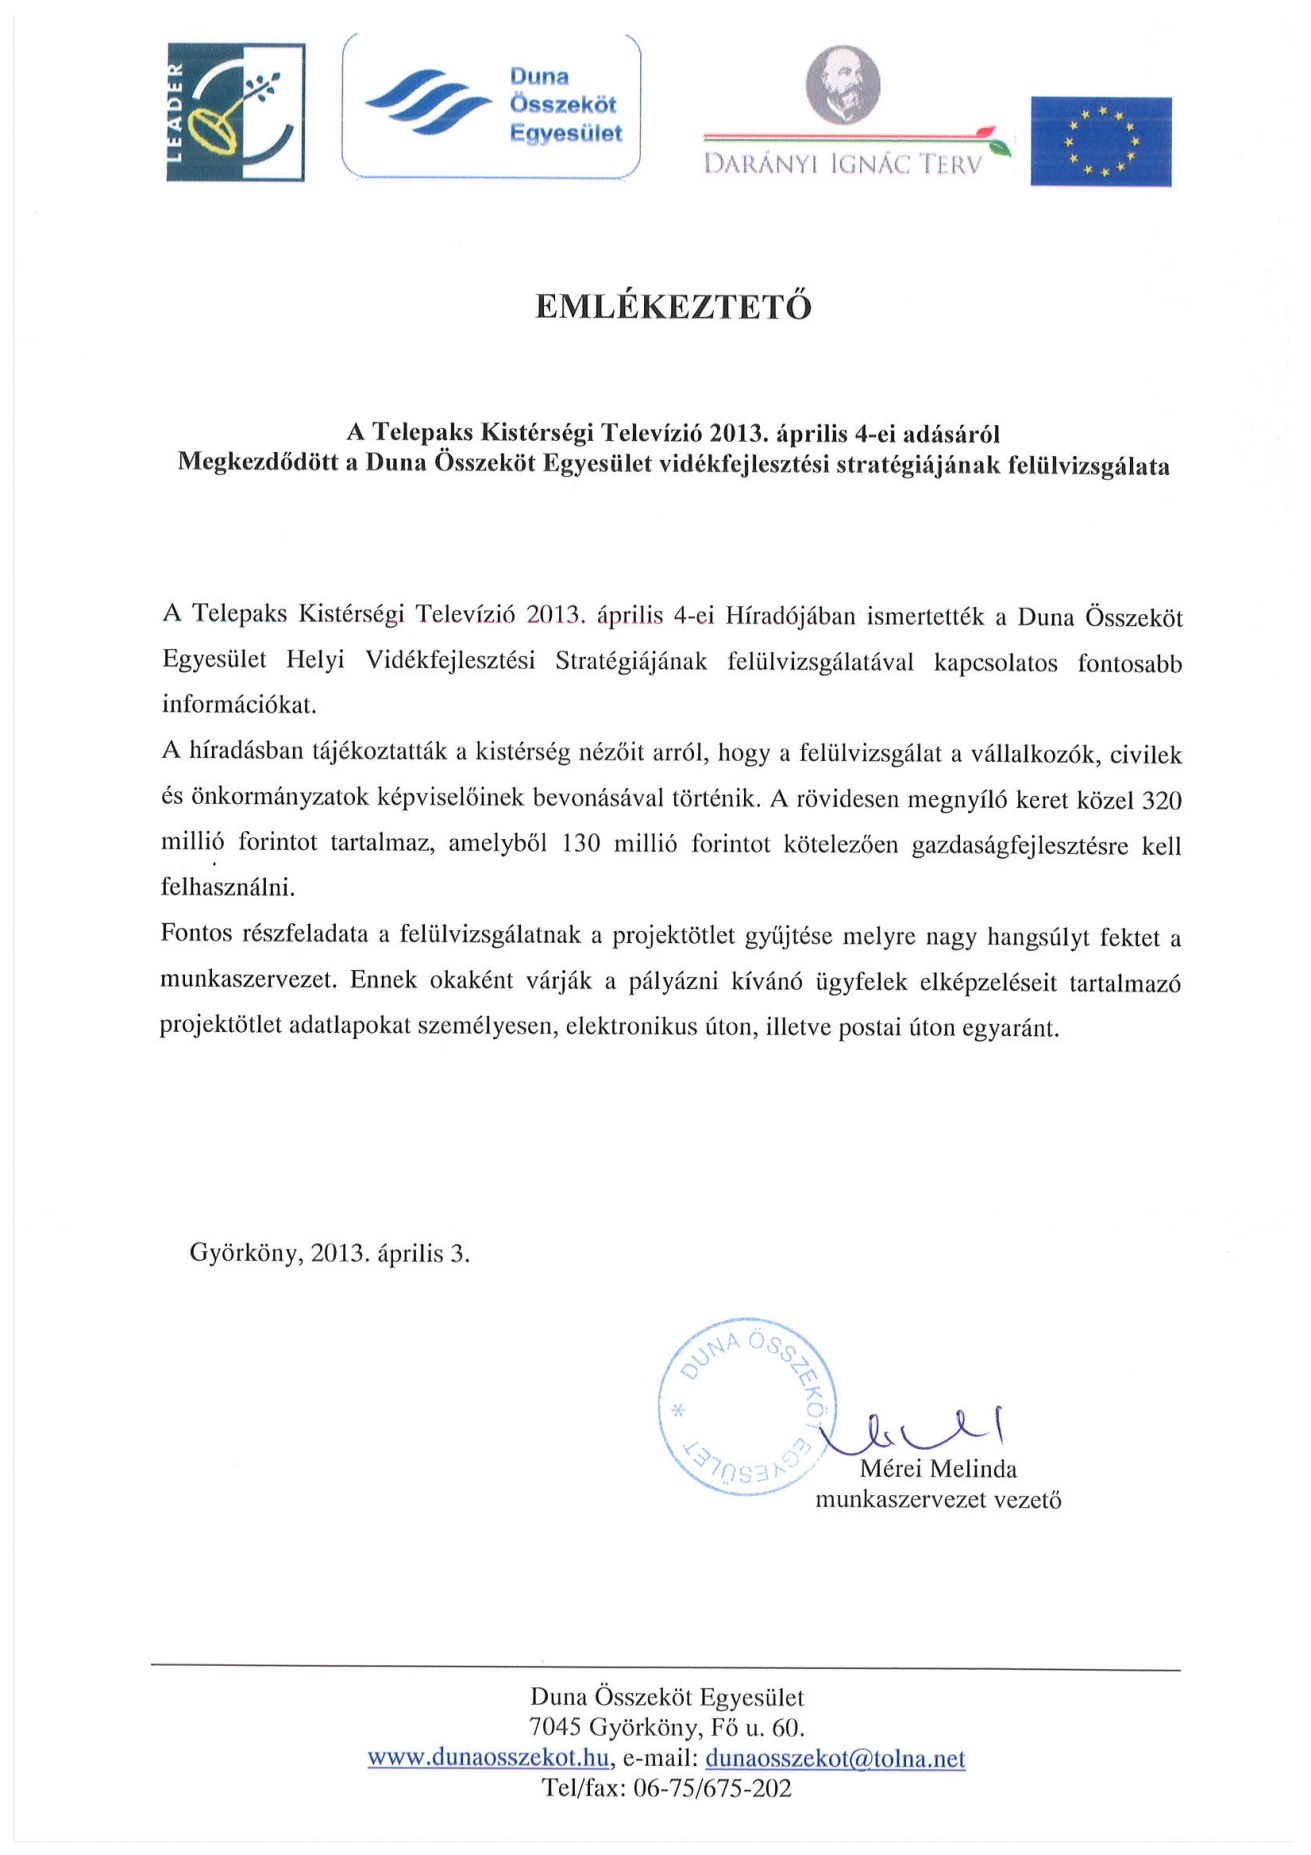 LEADER
Duna
Összeköt
Egyesület
DARÁNYI IGNÁC TERV
EMLÉKEZTETŐ
A Telepaks Kistérségi Televízió 2013. április 4-ei adásáról
Megkezdődött a Duna Összeköt Egyesület vidékfejlesztési stratégiájának felülvizsgálata
A Telepaks Kistérségi Televízió 2013. április 4-ei Híradójában ismertették a Duna Összeköt
Egyesület Helyi Vidékfejlesztési Stratégiájának felülvizsgálatával kapcsolatos fontosabb
információkat.
A híradásban tájékoztatták a kistérség nézőit arról, hogy a felülvizsgálat a vállalkozók, civilek
és önkormányzatok képviselőinek bevonásával történik. A rövidesen megnyíló keret közel 320
millió forintot tartalmaz, amelyből 130 millió forintot kötelezően gazdaságfejlesztésre kell
felhasználni.
Fontos részfeladata a felülvizsgálatnak a projektötlet gyűjtése melyre nagy hangsúlyt fektet a
munkaszervezet. Ennek okaként várják a pályázni kívánó ügyfelek elképzeléseit tartalmazó
projektötlet adatlapokat személyesen, elektronikus úton, illetve postai úton egyaránt.
Györköny, 2013. április 3.
* DUNA ÖSSZEKÖT EGYESÜLET
Mérei Melinda
munkaszervezet vezető
Duna Összeköt Egyesület
7045 Györköny, Fő u. 60.
www.dunaosszekot.hu, e-mail: dunaosszekot@tolna.net
Tel/fax: 06-75/675-202